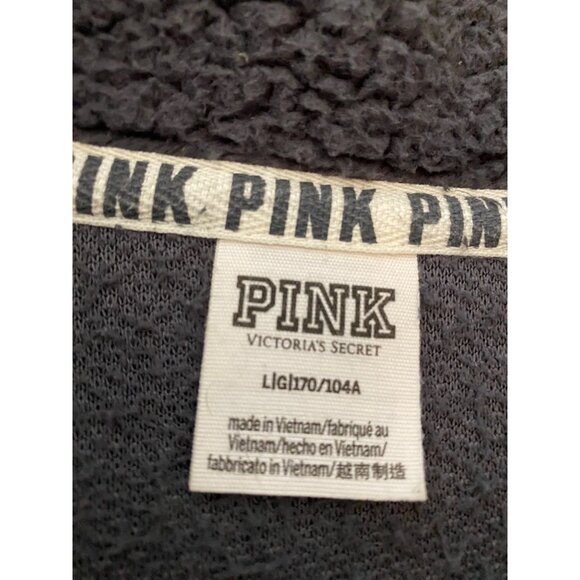 INK PINK PIN
PINK
VICTORIA'S SECRET
L|G|170/104A
made in Vietnam/fabriqué au
Vietnam/hecho en Vietnam/
fabbricato in Vietnam/越南制造